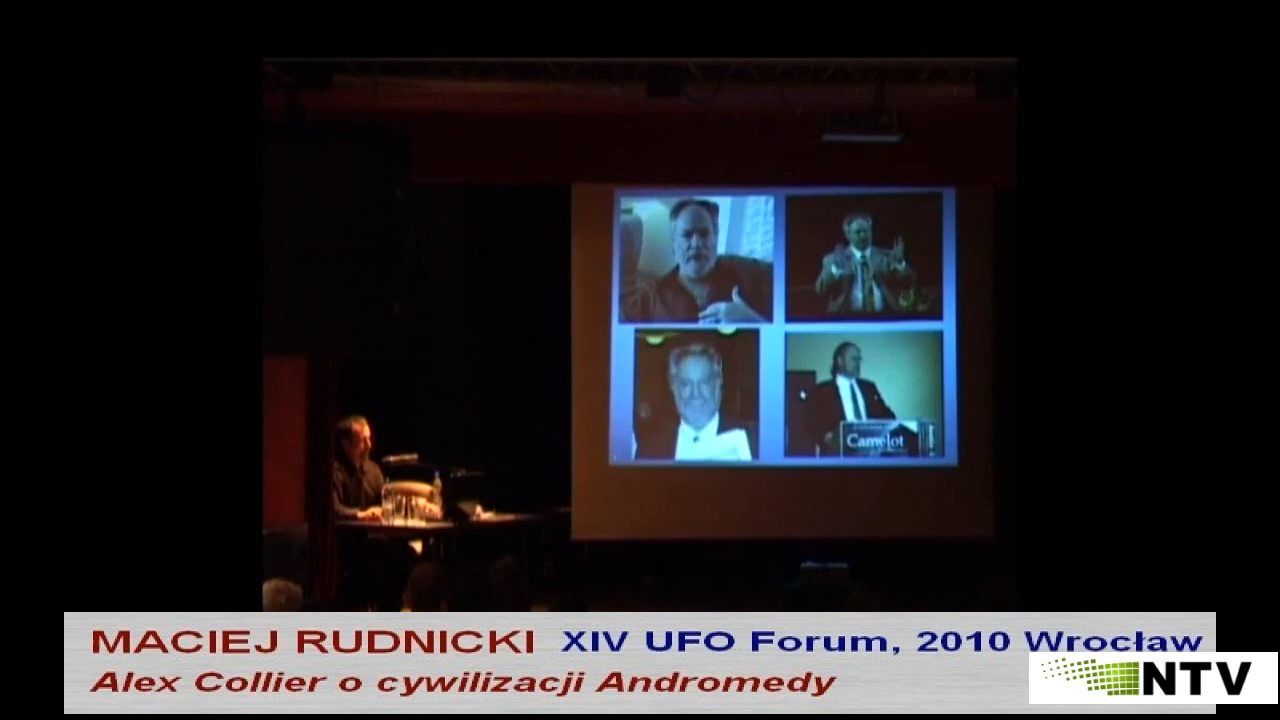 Camelot
MACIEJ RUDNICKI XIV UFO Forum, 2010 Wrocław
Alex Collier o cywilizacji Andromedy
NTV